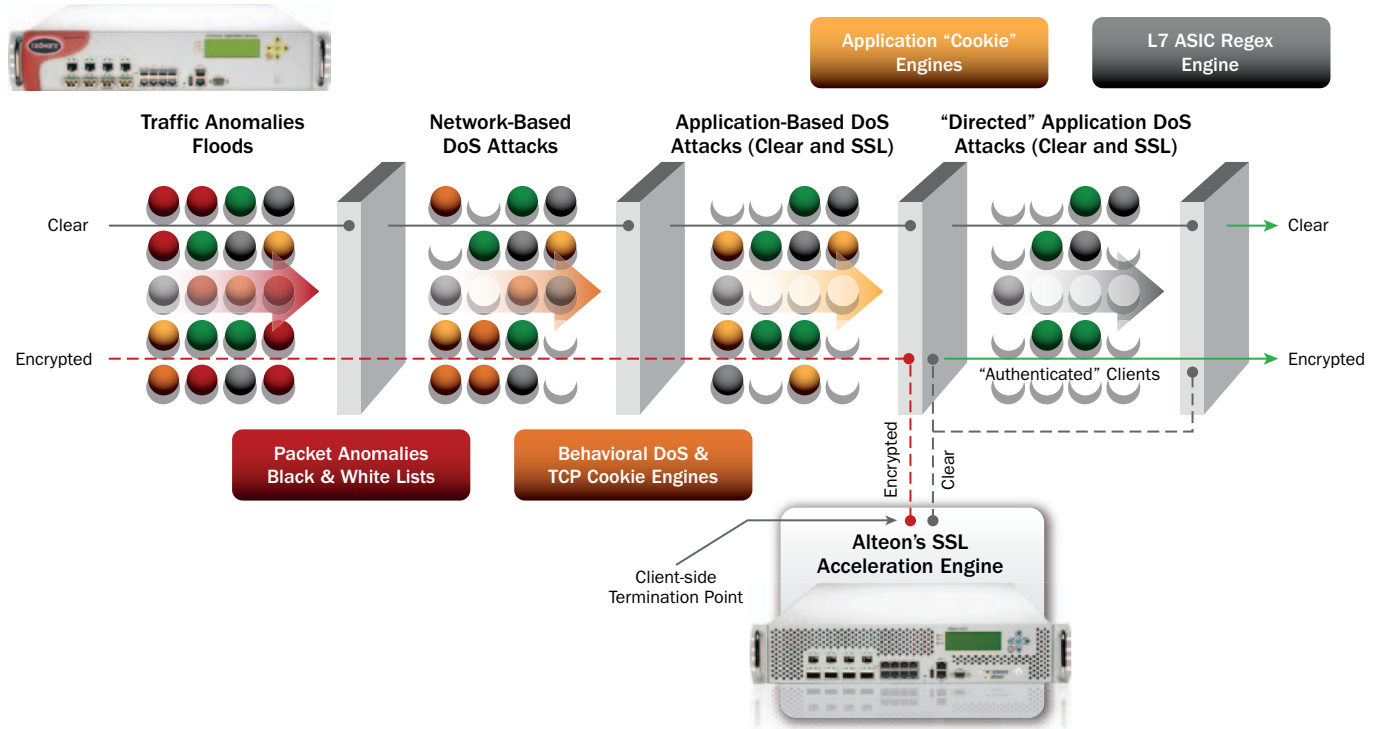 radware
Application "Cookie"
Engines
L7 ASIC Regex
Engine
Traffic Anomalies
Floods
Network-Based
DoS Attacks
Application-Based DoS
Attacks (Clear and SSL)
“Directed” Application DoS
Attacks (Clear and SSL)
Clear
Clear
Encrypted
Encrypted
“Authenticated” Clients
Packet Anomalies
Black & White Lists
Behavioral DoS &
TCP Cookie Engines
Encrypted
Clear
Alteon's SSL
Acceleration Engine
Client-side
Termination Point